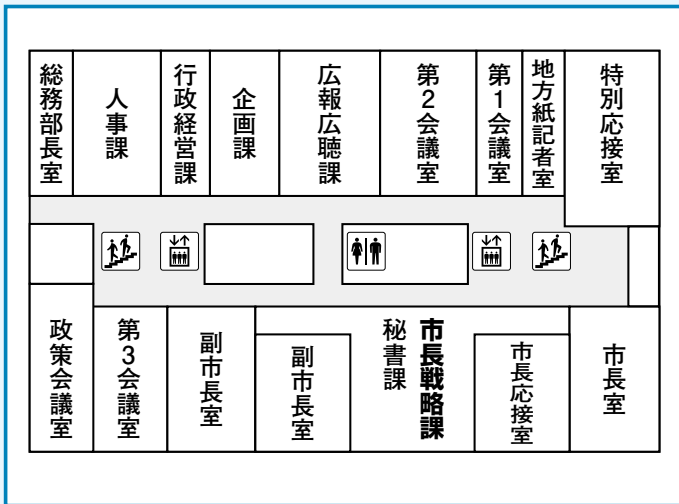 総務部長室
人事課
行政経営課
企画課
広報広聴課
第2会議室
第1会議室
地方紙記者室
特別応接室
政策会議室
第3会議室
副市長室
副市長室
秘書課
市長戦略課
市長応接室
市長室